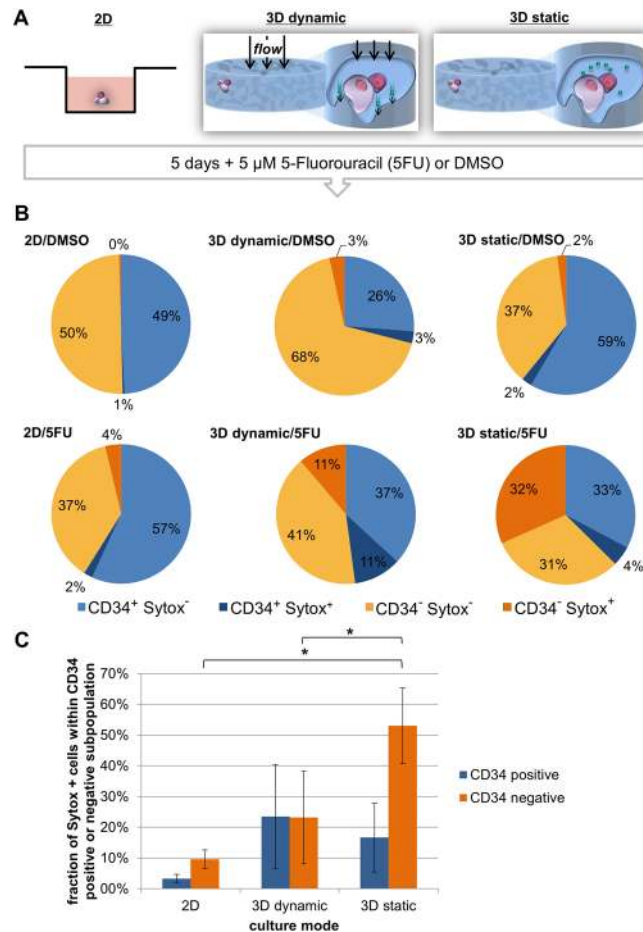 A
2D
3D dynamic
3D static
flow
5 days + 5 µM 5-Fluorouracil (5FU) or DMSO
B
2D/DMSO
3D dynamic/DMSO
3D static/DMSO
0%
49%
1%
50%
3%
26%
3%
68%
2%
59%
2%
37%
2D/5FU
3D dynamic/5FU
3D static/5FU
4%
57%
2%
37%
11%
37%
11%
41%
32%
33%
4%
31%
CD34⁺ Sytox⁻
CD34⁺ Sytox⁺
CD34⁻ Sytox⁻
CD34⁻ Sytox⁺
C
*
*
fraction of Sytox + cells within CD34
positive or negative subpopulation
70%
60%
50%
40%
30%
20%
10%
00%
2D
3D dynamic
3D static
culture mode
CD34 positive
CD34 negative